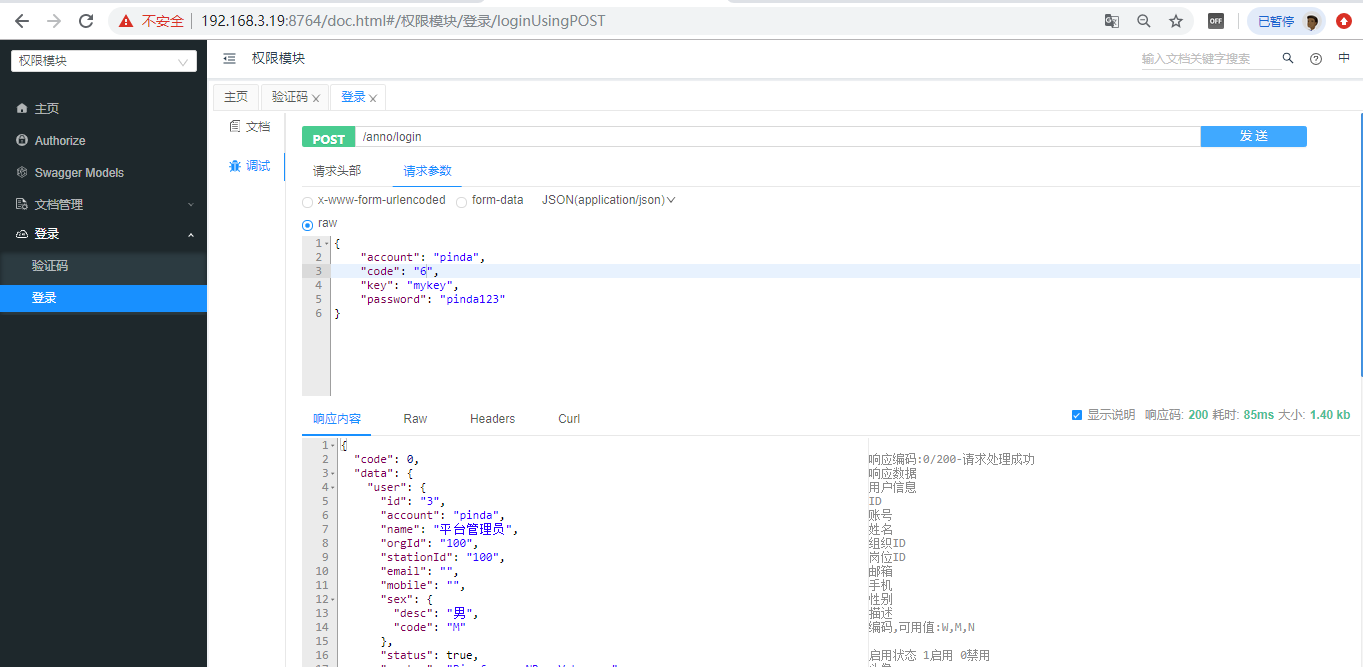 不安全 192.168.3.19:8764/doc.html#/权限模块/登录/loginUsingPOST OFF 已暂停
权限模块
主页
Authorize
Swagger Models
文档管理
登录
验证码
登录
权限模块 输入文档关键字搜索 中
主页 验证码 登录
文档
调试
POST /anno/login 发 送
请求头部 请求参数
x-www-form-urlencoded form-data JSON(application/json)
raw
1 {
2 "account": "pinda",
3 "code": "6",
4 "key": "mykey",
5 "password": "pinda123"
6 }
响应内容 Raw Headers Curl 显示说明 响应码: 200 耗时: 85ms 大小: 1.40 kb
1 {
2 "code": 0, 响应编码:0/200-请求处理成功
3 "data": { 响应数据
4 "user": { 用户信息
5 "id": "3", ID
6 "account": "pinda", 账号
7 "name": "平台管理员", 姓名
8 "orgId": "100", 组织ID
9 "stationId": "100", 岗位ID
10 "email": "", 邮箱
11 "mobile": "", 手机
12 "sex": { 性别
13 "desc": "男", 描述
14 "code": "M" 编码,可用值:W,M,N
15 },
16 "status": true, 启用状态 1启用 0禁用